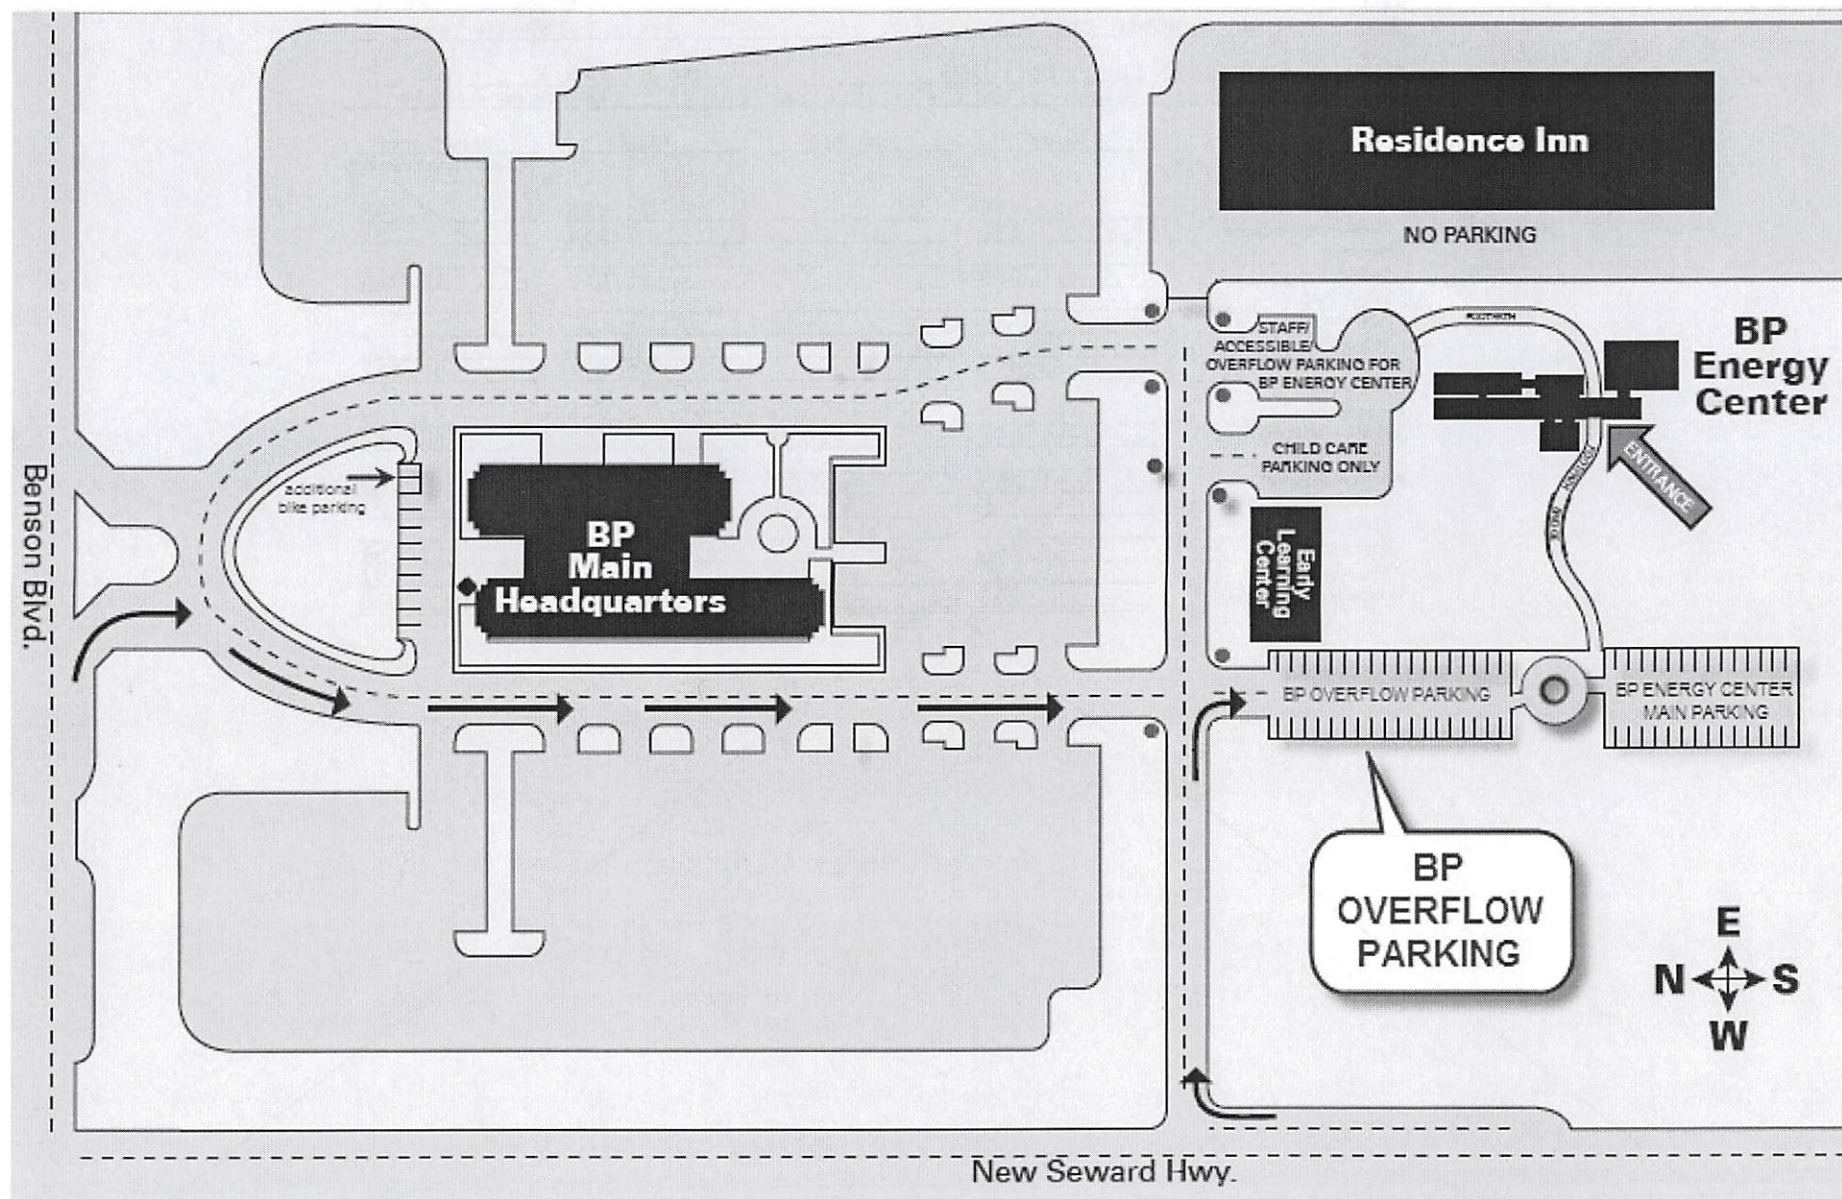 Residence Inn
NO PARKING
BP
Energy
Center
FOOTPATH
STAFF/
ACCESSIBLE/
OVERFLOW PARKING FOR
BP ENERGY CENTER
CHILD CARE
PARKING ONLY
ENTRANCE
additional
bike parking
BP
Main
Headquarters
Early
Learning
Center
Benson Blvd.
BP OVERFLOW PARKING
BP ENERGY CENTER
MAIN PARKING
BP
OVERFLOW
PARKING
E
N S
W
New Seward Hwy.